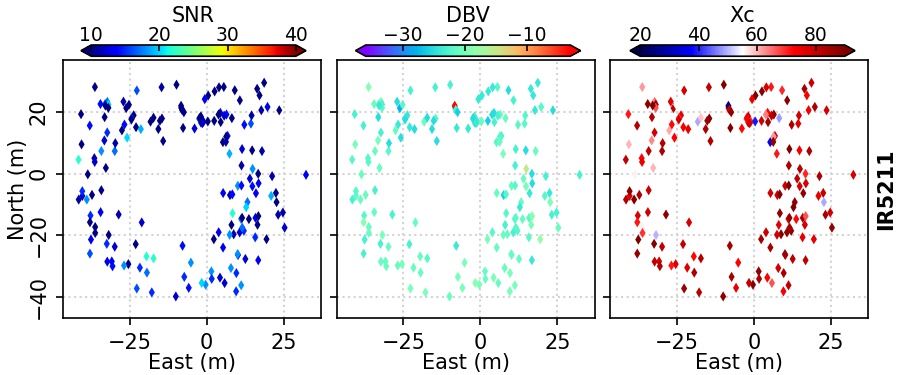 SNR DBV Xc
10 20 30 40 −30 −20 −10 20 40 60 80
North (m)
20
0
−20
−40
−25 0 25 −25 0 25 −25 0 25
East (m) East (m) East (m)
IR5211